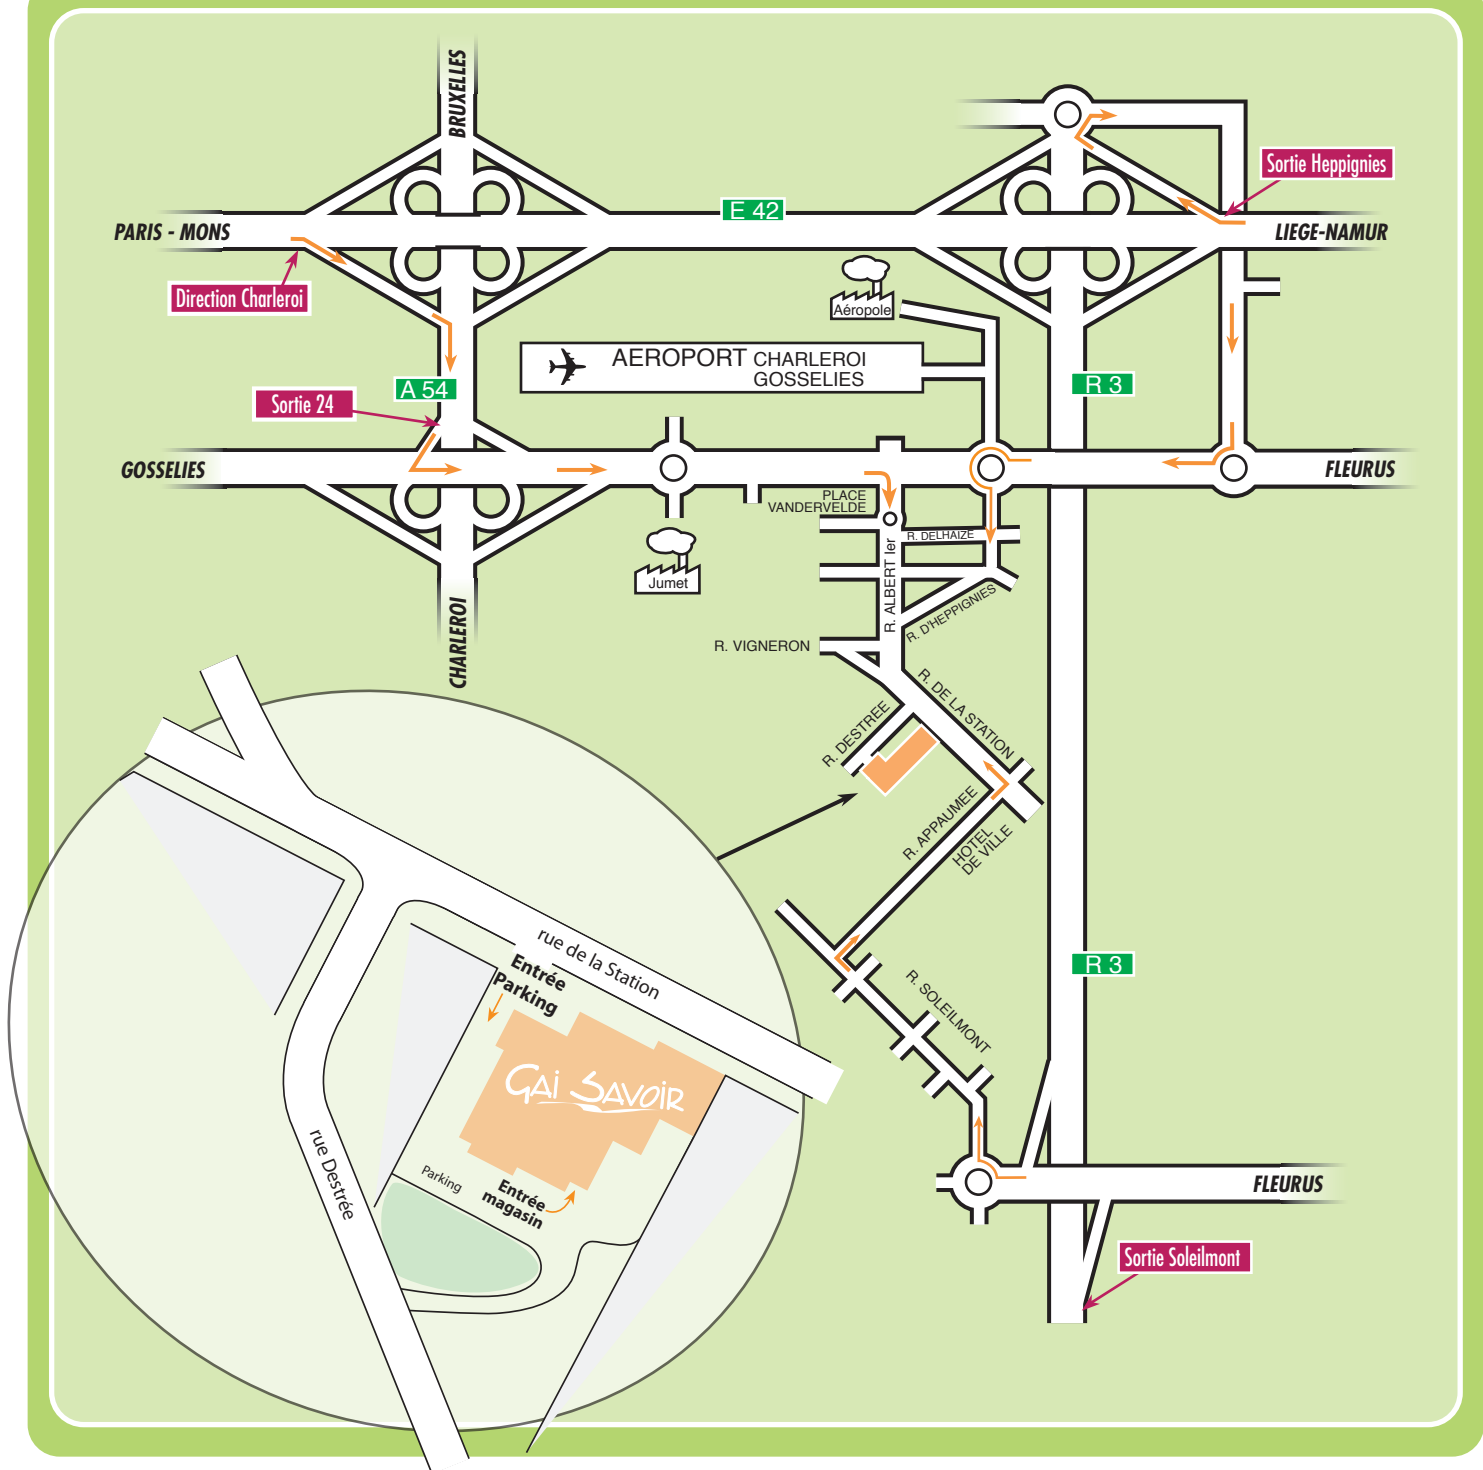 BRUXELLES
Sortie Heppignies
E 42
PARIS - MONS
LIEGE-NAMUR
Direction Charleroi
Aéropole
AEROPORT CHARLEROI
GOSSELIES
A 54
R 3
Sortie 24
GOSSELIES
FLEURUS
PLACE
VANDERVELDE
R. DELHAIZE
R. ALBERT Ier
Jumet
R. D'HEPPIGNIES
CHARLEROI
R. VIGNERON
R. DE LA STATION
R. DESTREE
R. APPAUMEE
HOTEL
DE VILLE
rue de la Station
Entrée
Parking
R 3
R. SOLEILMONT
GAI SAVOIR
rue Destrée
Parking
Entrée
magasin
FLEURUS
Sortie Soleilmont